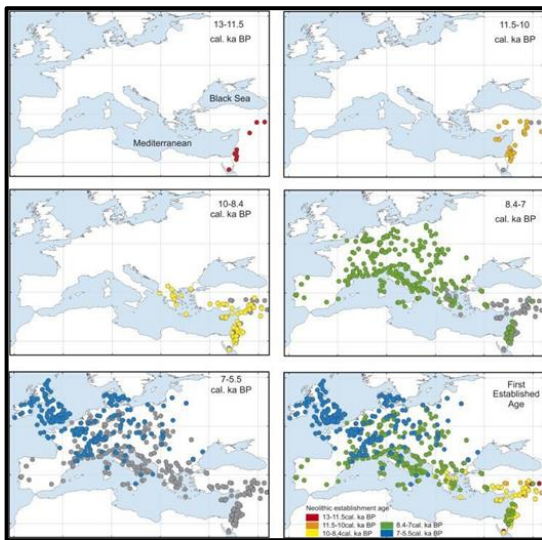 13-11.5
cal. ka BP
Black Sea
Mediterranean
11.5-10
cal. ka BP
10-8.4
cal. ka BP
8.4-7
cal. ka BP
7-5.5
cal. ka BP
First
Established
Age
Neolithic establishment age
13-11.5cal. ka BP
11.5-10cal. ka BP
10-8.4cal. ka BP
8.4-7cal. ka BP
7-5.5cal. ka BP